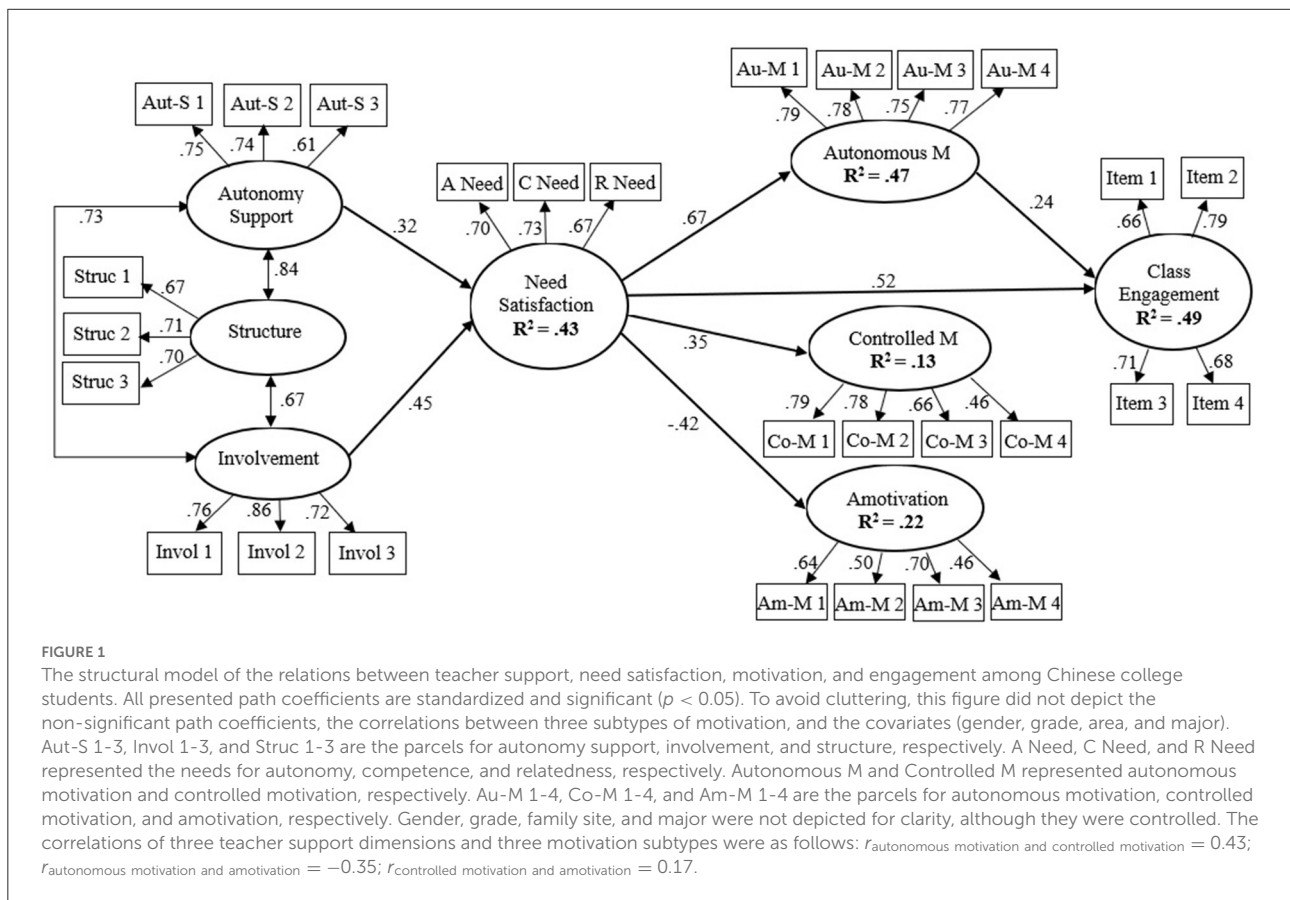 Au-M 1
Au-M 2
Au-M 3
Au-M 4
Aut-S 1
Aut-S 2
Aut-S 3
.79
.78
.75
.77
.75
.74
.61
Autonomous M
R² = .47
A Need
C Need
R Need
Item 1
Item 2
Autonomy
Support
.73
.32
.70
.73
.67
.67
.24
.66
.79
Struc 1
.84
.67
Need
Satisfaction
R² = .43
.52
Class
Engagement
R² = .49
Struc 2
.71
Structure
.35
Controlled M
R² = .13
Struc 3
.70
.71
.68
.67
.45
.79
.78
.66
.46
Item 3
Item 4
-.42
Co-M 1
Co-M 2
Co-M 3
Co-M 4
Involvement
Amotivation
R² = .22
.76
.86
.72
Invol 1
Invol 2
Invol 3
.64
.50
.70
.46
Am-M 1
Am-M 2
Am-M 3
Am-M 4
FIGURE 1
The structural model of the relations between teacher support, need satisfaction, motivation, and engagement among Chinese college
students. All presented path coefficients are standardized and significant (p < 0.05). To avoid cluttering, this figure did not depict the
non-significant path coefficients, the correlations between three subtypes of motivation, and the covariates (gender, grade, area, and major).
Aut-S 1-3, Invol 1-3, and Struc 1-3 are the parcels for autonomy support, involvement, and structure, respectively. A Need, C Need, and R Need
represented the needs for autonomy, competence, and relatedness, respectively. Autonomous M and Controlled M represented autonomous
motivation and controlled motivation, respectively. Au-M 1-4, Co-M 1-4, and Am-M 1-4 are the parcels for autonomous motivation, controlled
motivation, and amotivation, respectively. Gender, grade, family site, and major were not depicted for clarity, although they were controlled. The
correlations of three teacher support dimensions and three motivation subtypes were as follows: r autonomous motivation and controlled motivation = 0.43;
r autonomous motivation and amotivation = −0.35; r controlled motivation and amotivation = 0.17.